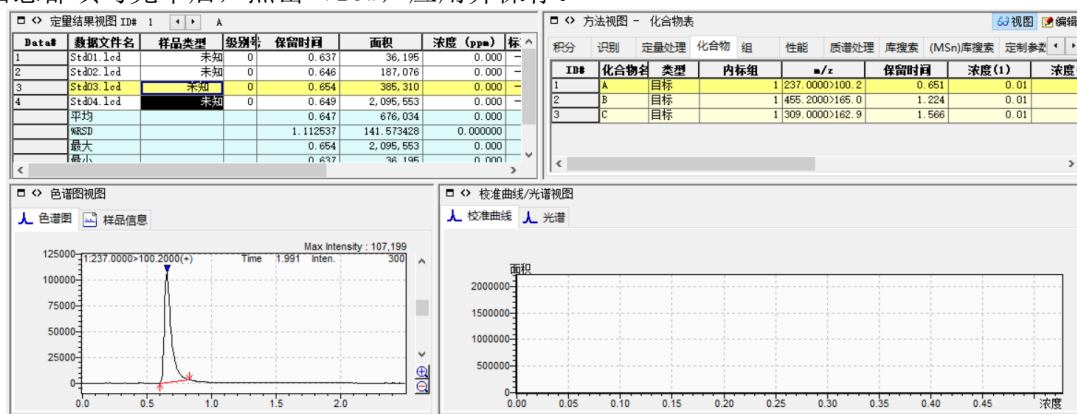 定量结果视图 ID# 1 A
Data# 数据文件名 样品类型 级别号 保留时间 面积 浓度 (ppm)
1 Std01.lcd 未知 0 0.637 36,195 0.000
2 Std02.lcd 未知 0 0.646 187,076 0.000
3 Std03.lcd 未知 0 0.654 385,310 0.000
4 Std04.lcd 未知 0 0.649 2,095,553 0.000
平均 0.647 676,034 0.000
%RSD 1.112537 141.573428 0.000000
最大 0.654 2,095,553 0.000
最小 0.637 36,195 0.000
方法视图 - 化合物表 视图 编辑
积分 识别 定量处理 化合物 组 性能 质谱处理 库搜索 (MSn)库搜索 定制参数
ID# 化合物名 类型 内标组 m/z 保留时间 浓度(1) 浓度
1 A 目标 1 237.0000>100.2 0.651 0.01
2 B 目标 1 455.2000>165.0 1.224 0.01
3 C 目标 1 309.0000>162.9 1.566 0.01
色谱图视图
色谱图 样品信息
Max Intensity : 107,199
1:237.0000>100.2000(+) Time 1.991 Inten. 300
125000
100000
75000
50000
25000
0
0.0 0.5 1.0 1.5 2.0
校准曲线/光谱视图
校准曲线 光谱
面积
2000000
1500000
1000000
500000
0
0.00 0.05 0.10 0.15 0.20 0.25 0.30 0.35 0.40 0.45 浓度